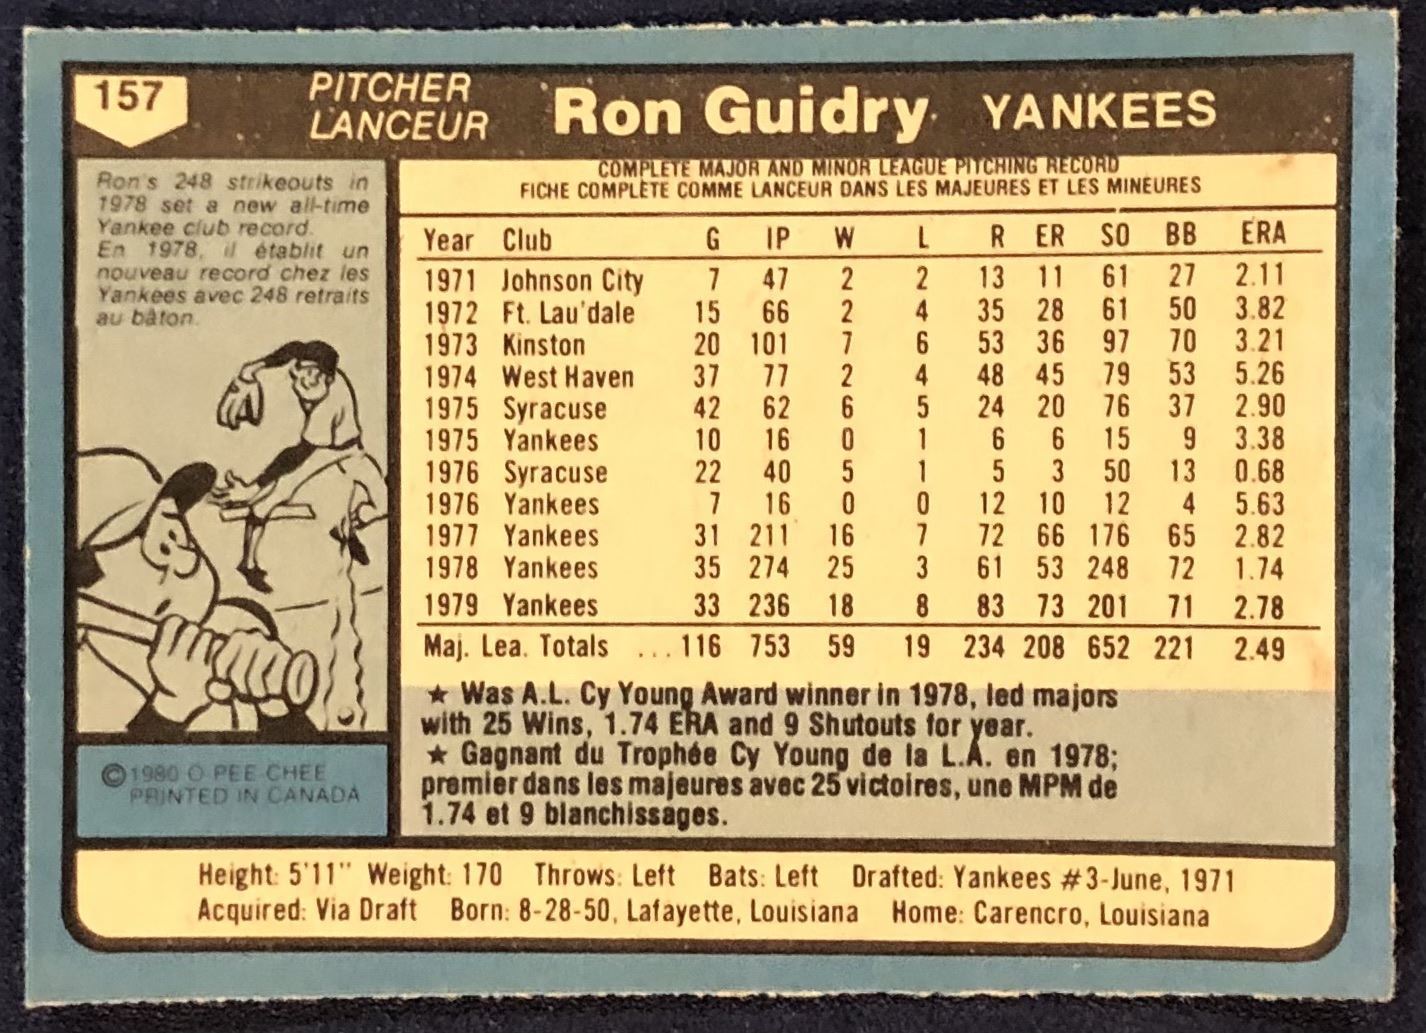 157
PITCHER
LANCEUR
Ron Guidry YANKEES
Ron's 248 strikeouts in
1978 set a new all-time
Yankee club record.
En 1978, il établit un
nouveau record chez les
Yankees avec 248 retraits
au bâton.
©1980 O PEE CHEE
PRINTED IN CANADA
COMPLETE MAJOR AND MINOR LEAGUE PITCHING RECORD
FICHE COMPLÈTE COMME LANCEUR DANS LES MAJEURES ET LES MINEURES
Year Club G IP W L R ER SO BB ERA
1971 Johnson City 7 47 2 2 13 11 61 27 2.11
1972 Ft. Lau'dale 15 66 2 4 35 28 61 50 3.82
1973 Kinston 20 101 7 6 53 36 97 70 3.21
1974 West Haven 37 77 2 4 48 45 79 53 5.26
1975 Syracuse 42 62 6 5 24 20 76 37 2.90
1975 Yankees 10 16 0 1 6 6 15 9 3.38
1976 Syracuse 22 40 5 1 5 3 50 13 0.68
1976 Yankees 7 16 0 0 12 10 12 4 5.63
1977 Yankees 31 211 16 7 72 66 176 65 2.82
1978 Yankees 35 274 25 3 61 53 248 72 1.74
1979 Yankees 33 236 18 8 83 73 201 71 2.78
Maj. Lea. Totals ...116 753 59 19 234 208 652 221 2.49
★ Was A.L. Cy Young Award winner in 1978, led majors
with 25 Wins, 1.74 ERA and 9 Shutouts for year.
★ Gagnant du Trophée Cy Young de la L.A. en 1978;
premier dans les majeures avec 25 victoires, une MPM de
1.74 et 9 blanchissages.
Height: 5'11" Weight: 170 Throws: Left Bats: Left Drafted: Yankees #3-June, 1971
Acquired: Via Draft Born: 8-28-50, Lafayette, Louisiana Home: Carencro, Louisiana